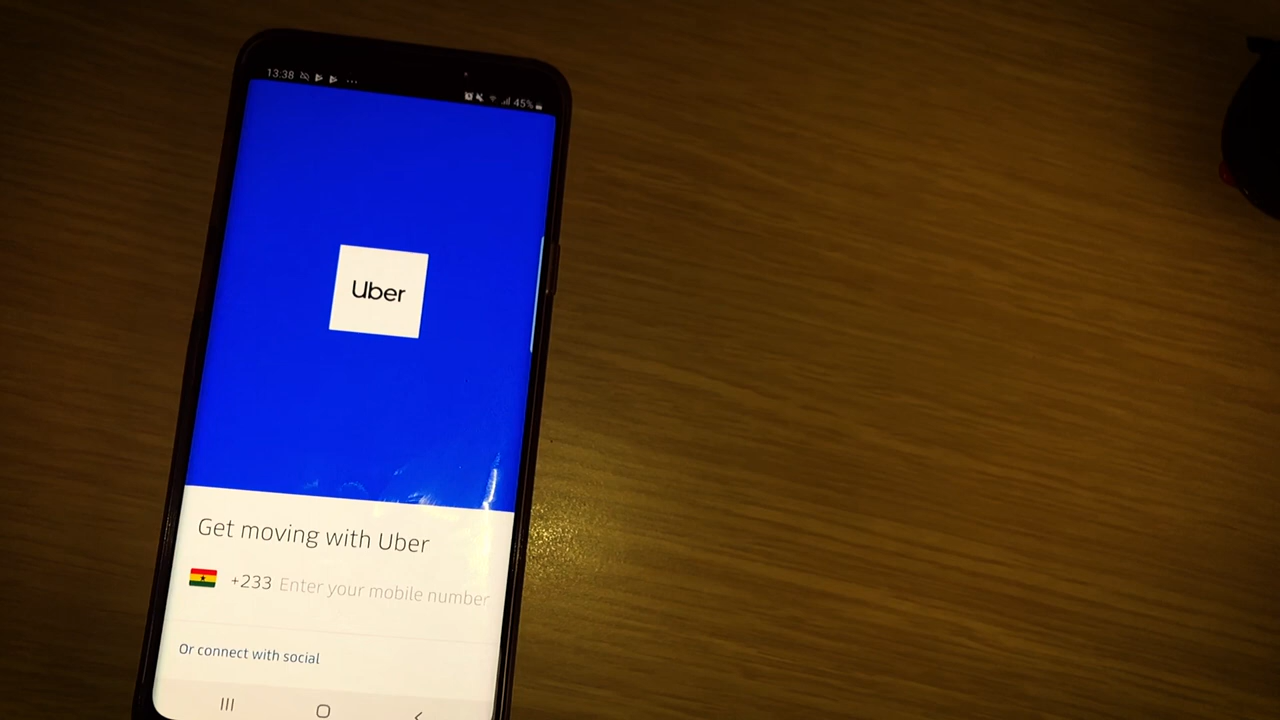 13:38
45%
Uber
Get moving with Uber
+233 Enter your mobile number
Or connect with social